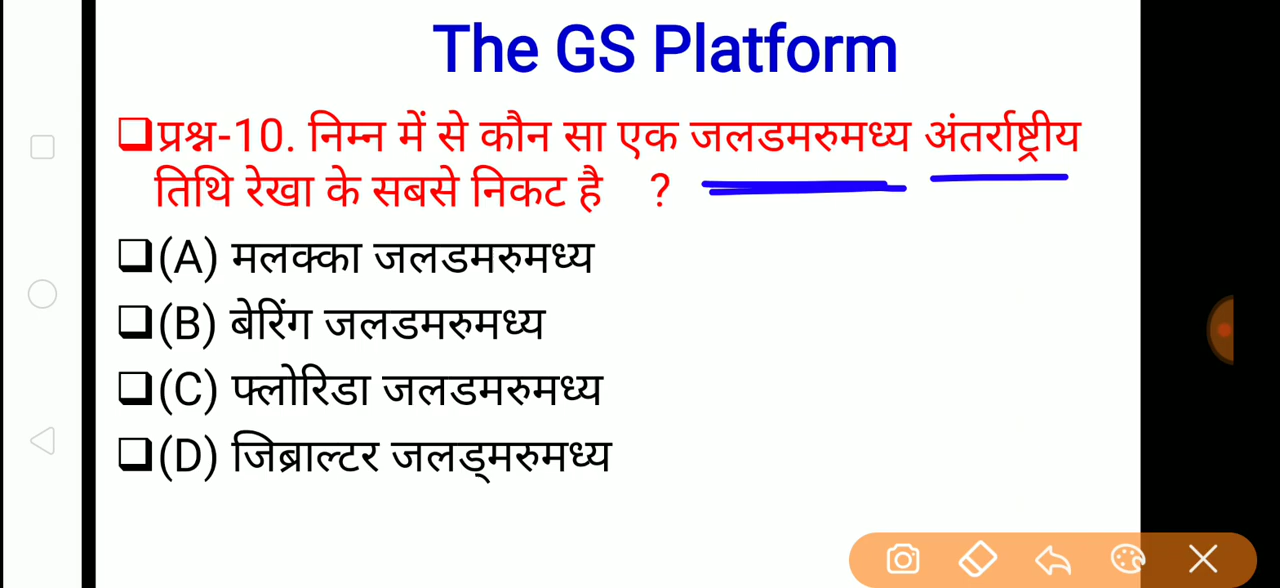 The GS Platform
❑प्रश्न-10. निम्न में से कौन सा एक जलडमरुमध्य अंतर्राष्ट्रीय
तिथि रेखा के सबसे निकट है ?
❑(A) मलक्का जलडमरुमध्य
❑(B) बेरिंग जलडमरुमध्य
❑(C) फ्लोरिडा जलडमरुमध्य
❑(D) जिब्राल्टर जलड्मरुमध्य